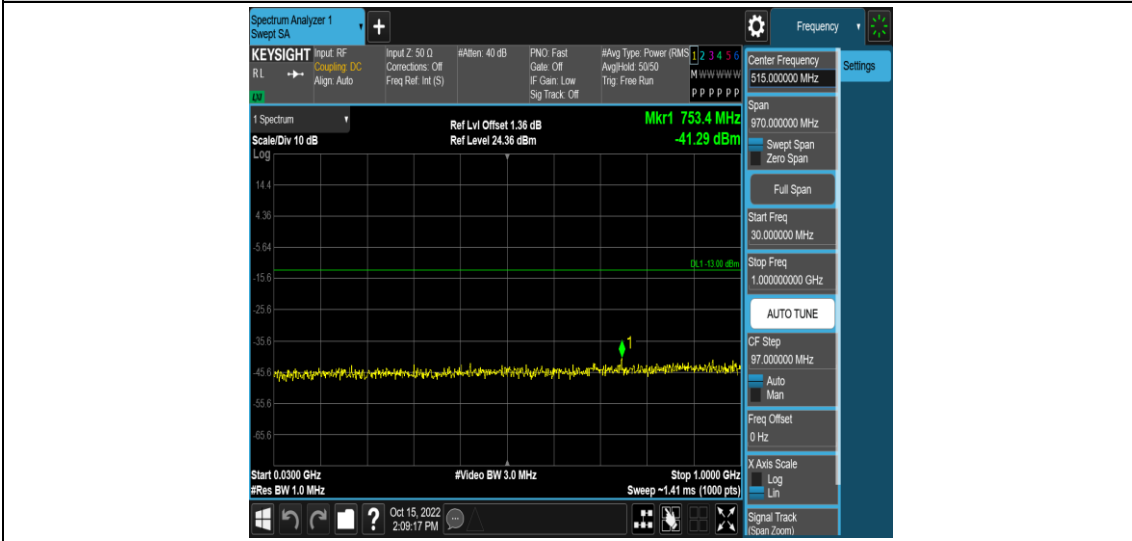 Spectrum Analyzer 1
Swept SA
+
Frequency
KEYSIGHT
RL
Input: RF
Coupling: DC
Align: Auto
Input Z: 50 Ω
Corrections: Off
Freq Ref: Int (S)
#Atten: 40 dB
PNO: Fast
Gate: Off
IF Gain: Low
Sig Track: Off
#Avg Type: Power (RMS
Avg|Hold: 50/50
Trig: Free Run
1 2 3 4 5 6
M W W W W W
P P P P P P
1 Spectrum
Scale/Div 10 dB
Log
Ref Lvl Offset 1.36 dB
Ref Level 24.36 dBm
Mkr1 753.4 MHz
-41.29 dBm
14.4
4.36
-5.64
-15.6
-25.6
-35.6
-45.6
-55.6
-65.6
DL1 -13.00 dBm
1
Start 0.0300 GHz
#Res BW 1.0 MHz
#Video BW 3.0 MHz
Stop 1.0000 GHz
Sweep ~1.41 ms (1000 pts)
?
Oct 15, 2022
2:09:17 PM
Settings
Center Frequency
515.000000 MHz
Span
970.000000 MHz
Swept Span
Zero Span
Full Span
Start Freq
30.000000 MHz
Stop Freq
1.000000000 GHz
AUTO TUNE
CF Step
97.000000 MHz
Auto
Man
Freq Offset
0 Hz
X Axis Scale
Log
Lin
Signal Track
(Span Zoom)